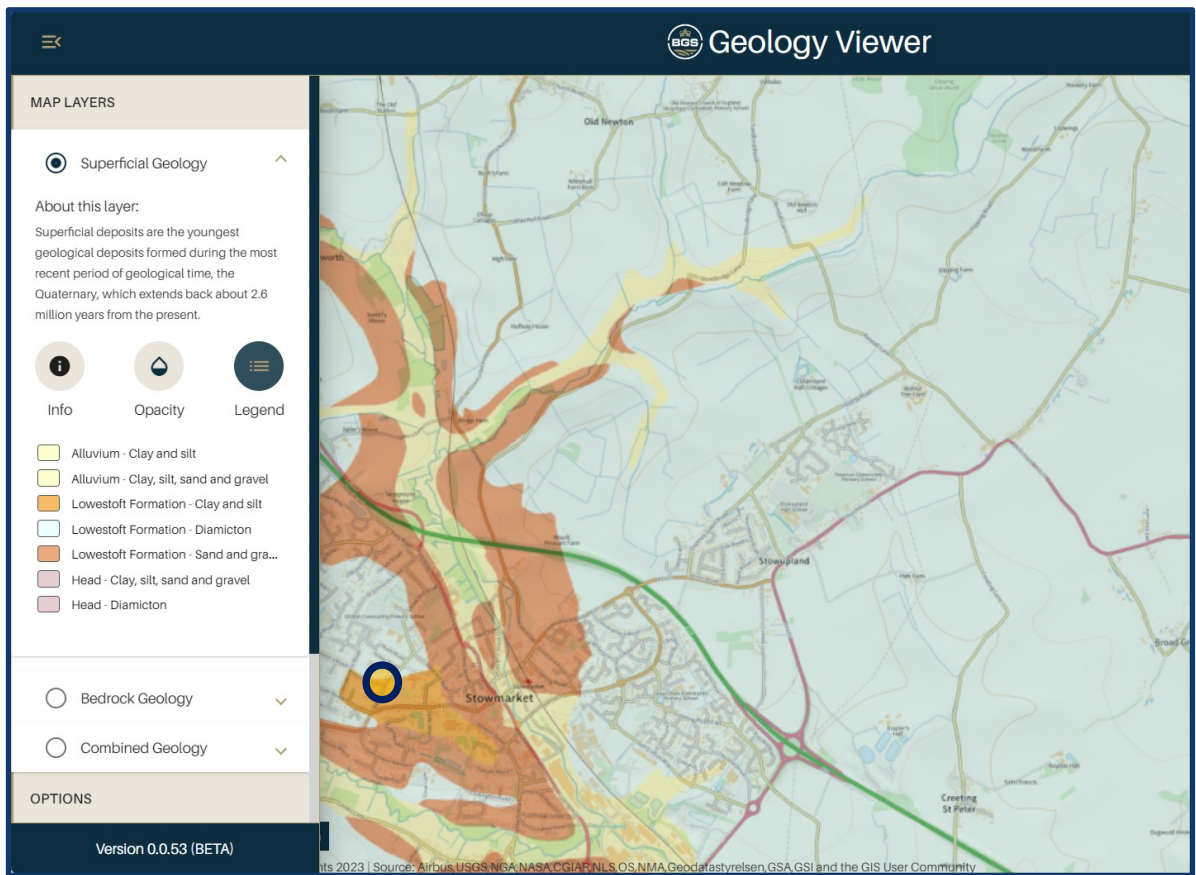 BGS Geology Viewer
MAP LAYERS
Superficial Geology
About this layer:
Superficial deposits are the youngest
geological deposits formed during the most
recent period of geological time, the
Quaternary, which extends back about 2.6
million years from the present.
Info Opacity Legend
Alluvium - Clay and silt
Alluvium - Clay, silt, sand and gravel
Lowestoft Formation - Clay and silt
Lowestoft Formation - Diamicton
Lowestoft Formation - Sand and gra...
Head - Clay, silt, sand and gravel
Head - Diamicton
Bedrock Geology
Combined Geology
OPTIONS
Version 0.0.53 (BETA)
Old Newton
worth
Stowupland
Stowmarket
Creeting
St Peter
Broad Gr
nts 2023 | Source: Airbus,USGS,NGA,NASA,CGIAR,NLS,OS,NMA,Geodatastyrelsen,GSA,GSI and the GIS User Community